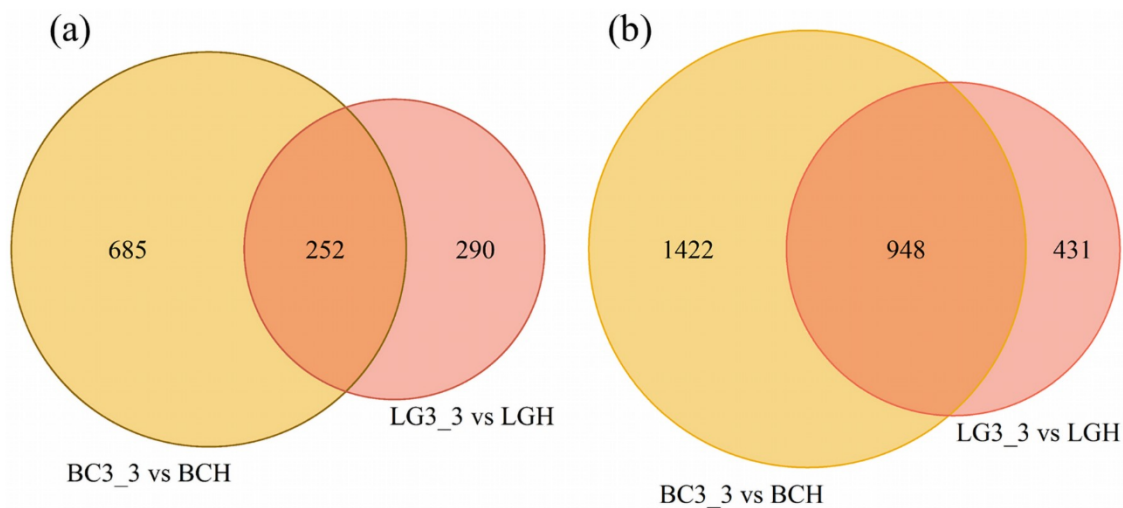 (a)
685
252
290
LG3_3 vs LGH
BC3_3 vs BCH
(b)
1422
948
431
LG3_3 vs LGH
BC3_3 vs BCH